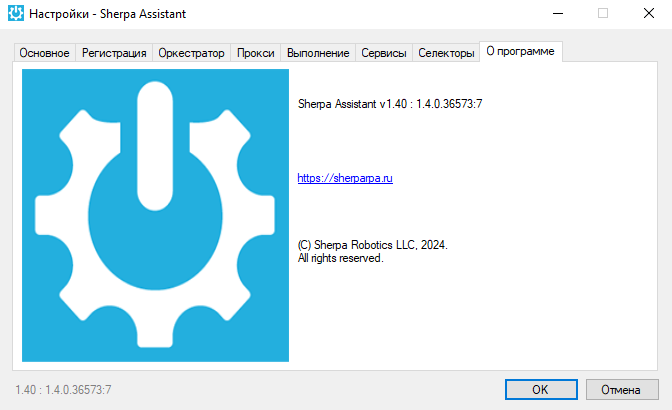 Настройки - Sherpa Assistant
Основное Регистрация Оркестратор Прокси Выполнение Сервисы Селекторы О программе
Sherpa Assistant v1.40 : 1.4.0.36573:7
https://sherparpa.ru
(C) Sherpa Robotics LLC, 2024.
All rights reserved.
1.40 : 1.4.0.36573:7
OK Отмена